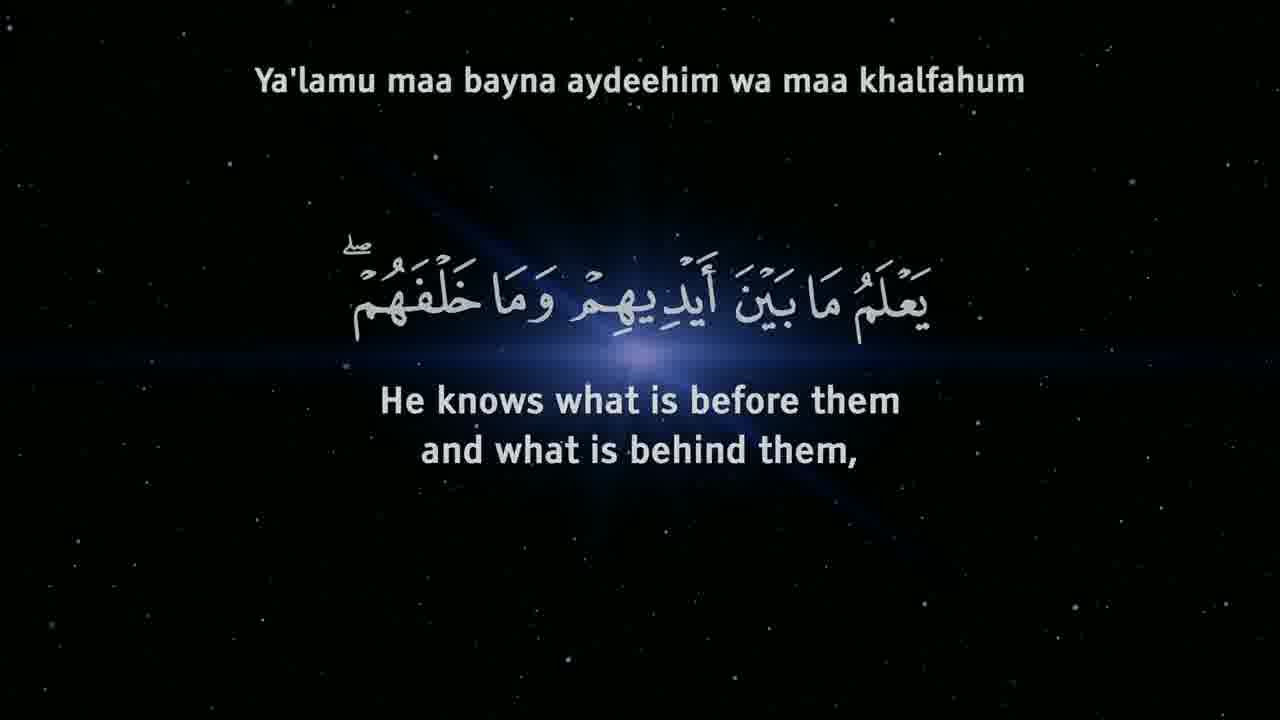 Ya'lamu maa bayna aydeehim wa maa khalfahum
يَعْلَمُ مَا بَيْنَ أَيْدِيهِمْ وَمَا خَلْفَهُمْ ۖ
He knows what is before them
and what is behind them,